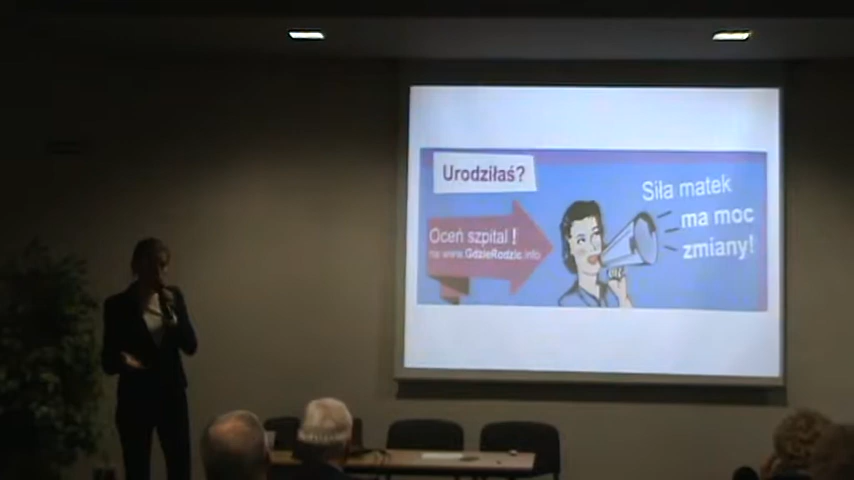 Urodziłaś?
Oceń szpital !
na www.GdzieRodzic.info
Siła matek
ma moc
zmiany!